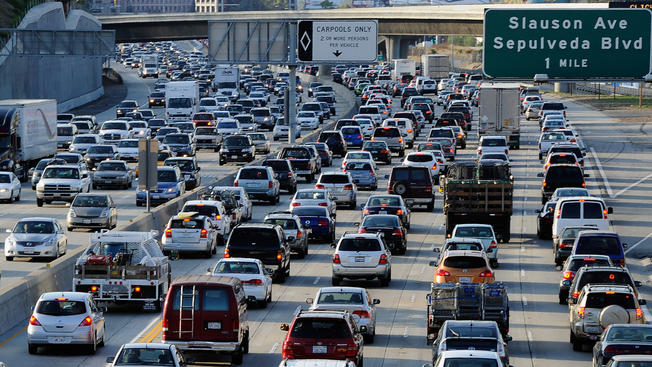 CARPOOLS ONLY
2 OR MORE PERSONS
PER VEHICLE
Slauson Ave
Sepulveda Blvd
1 MILE